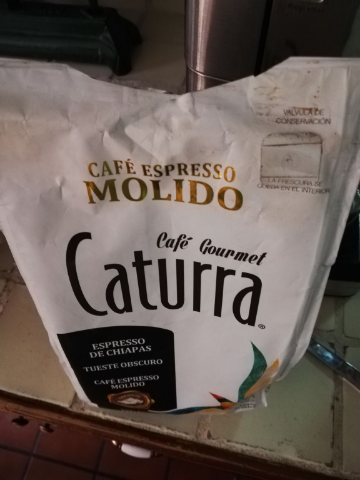 VÁLVULA DE
CONSERVACIÓN
LA FRESCURA SE
QUEDA EN EL INTERIOR
CAFÉ ESPRESSO
MOLIDO
Café Gourmet
Caturra®
ESPRESSO
DE CHIAPAS
TUESTE OBSCURO
CAFÉ ESPRESSO
MOLIDO